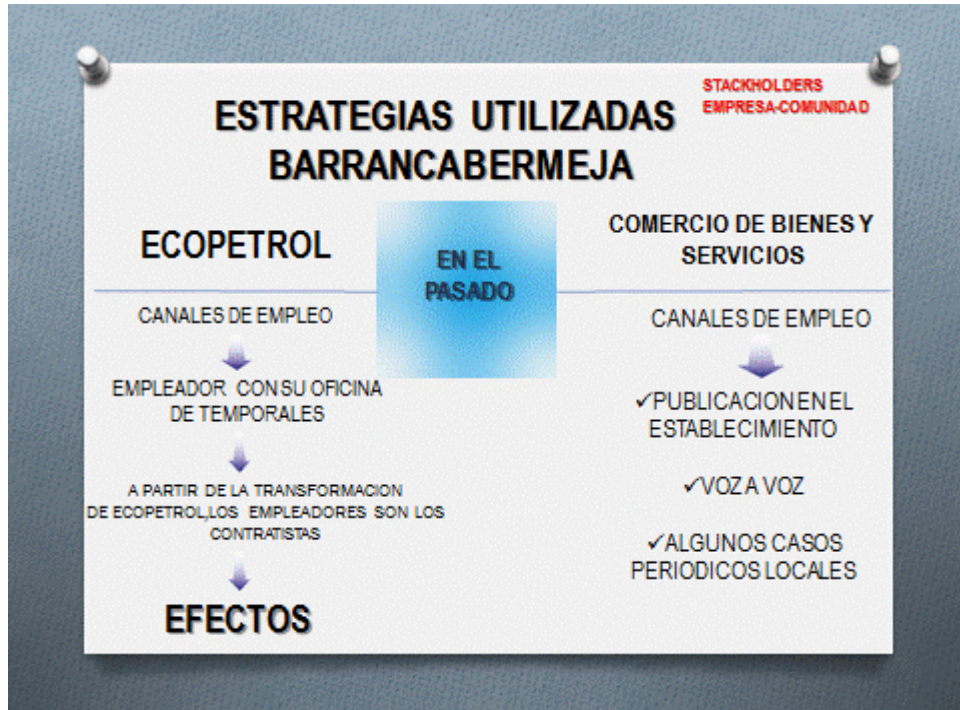 STACKHOLDERS
EMPRESA-COMUNIDAD
ESTRATEGIAS UTILIZADAS
BARRANCABERMEJA
ECOPETROL
CANALES DE EMPLEO
EMPLEADOR CON SU OFICINA
DE TEMPORALES
A PARTIR DE LA TRANSFORMACION
DE ECOPETROL,LOS EMPLEADORES SON LOS
CONTRATISTAS
EFECTOS
EN EL
PASADO
COMERCIO DE BIENES Y
SERVICIOS
CANALES DE EMPLEO
✓PUBLICACION EN EL
ESTABLECIMIENTO
✓VOZ A VOZ
✓ALGUNOS CASOS
PERIODICOS LOCALES